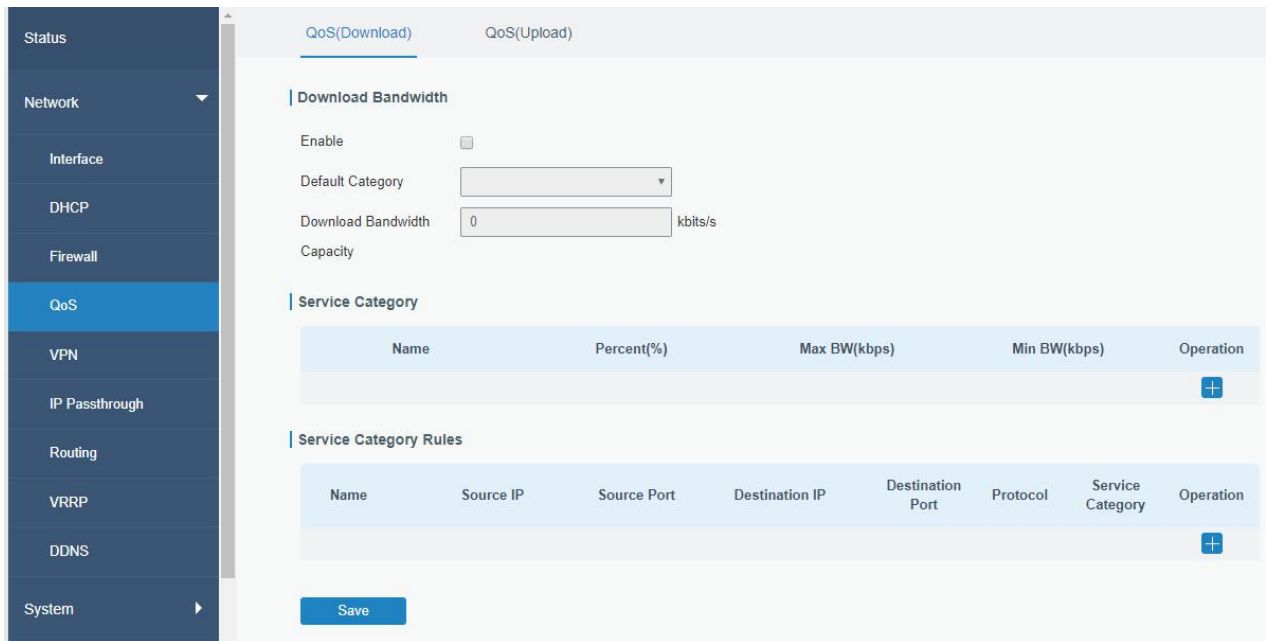 Status
Network
Interface
DHCP
Firewall
QoS
VPN
IP Passthrough
Routing
VRRP
DDNS
System
QoS(Download) QoS(Upload)
Download Bandwidth
Enable
Default Category
Download Bandwidth 0 kbits/s
Capacity
Service Category
Name Percent(%) Max BW(kbps) Min BW(kbps) Operation
Service Category Rules
Name Source IP Source Port Destination IP Destination Port Protocol Service Category Operation
Save